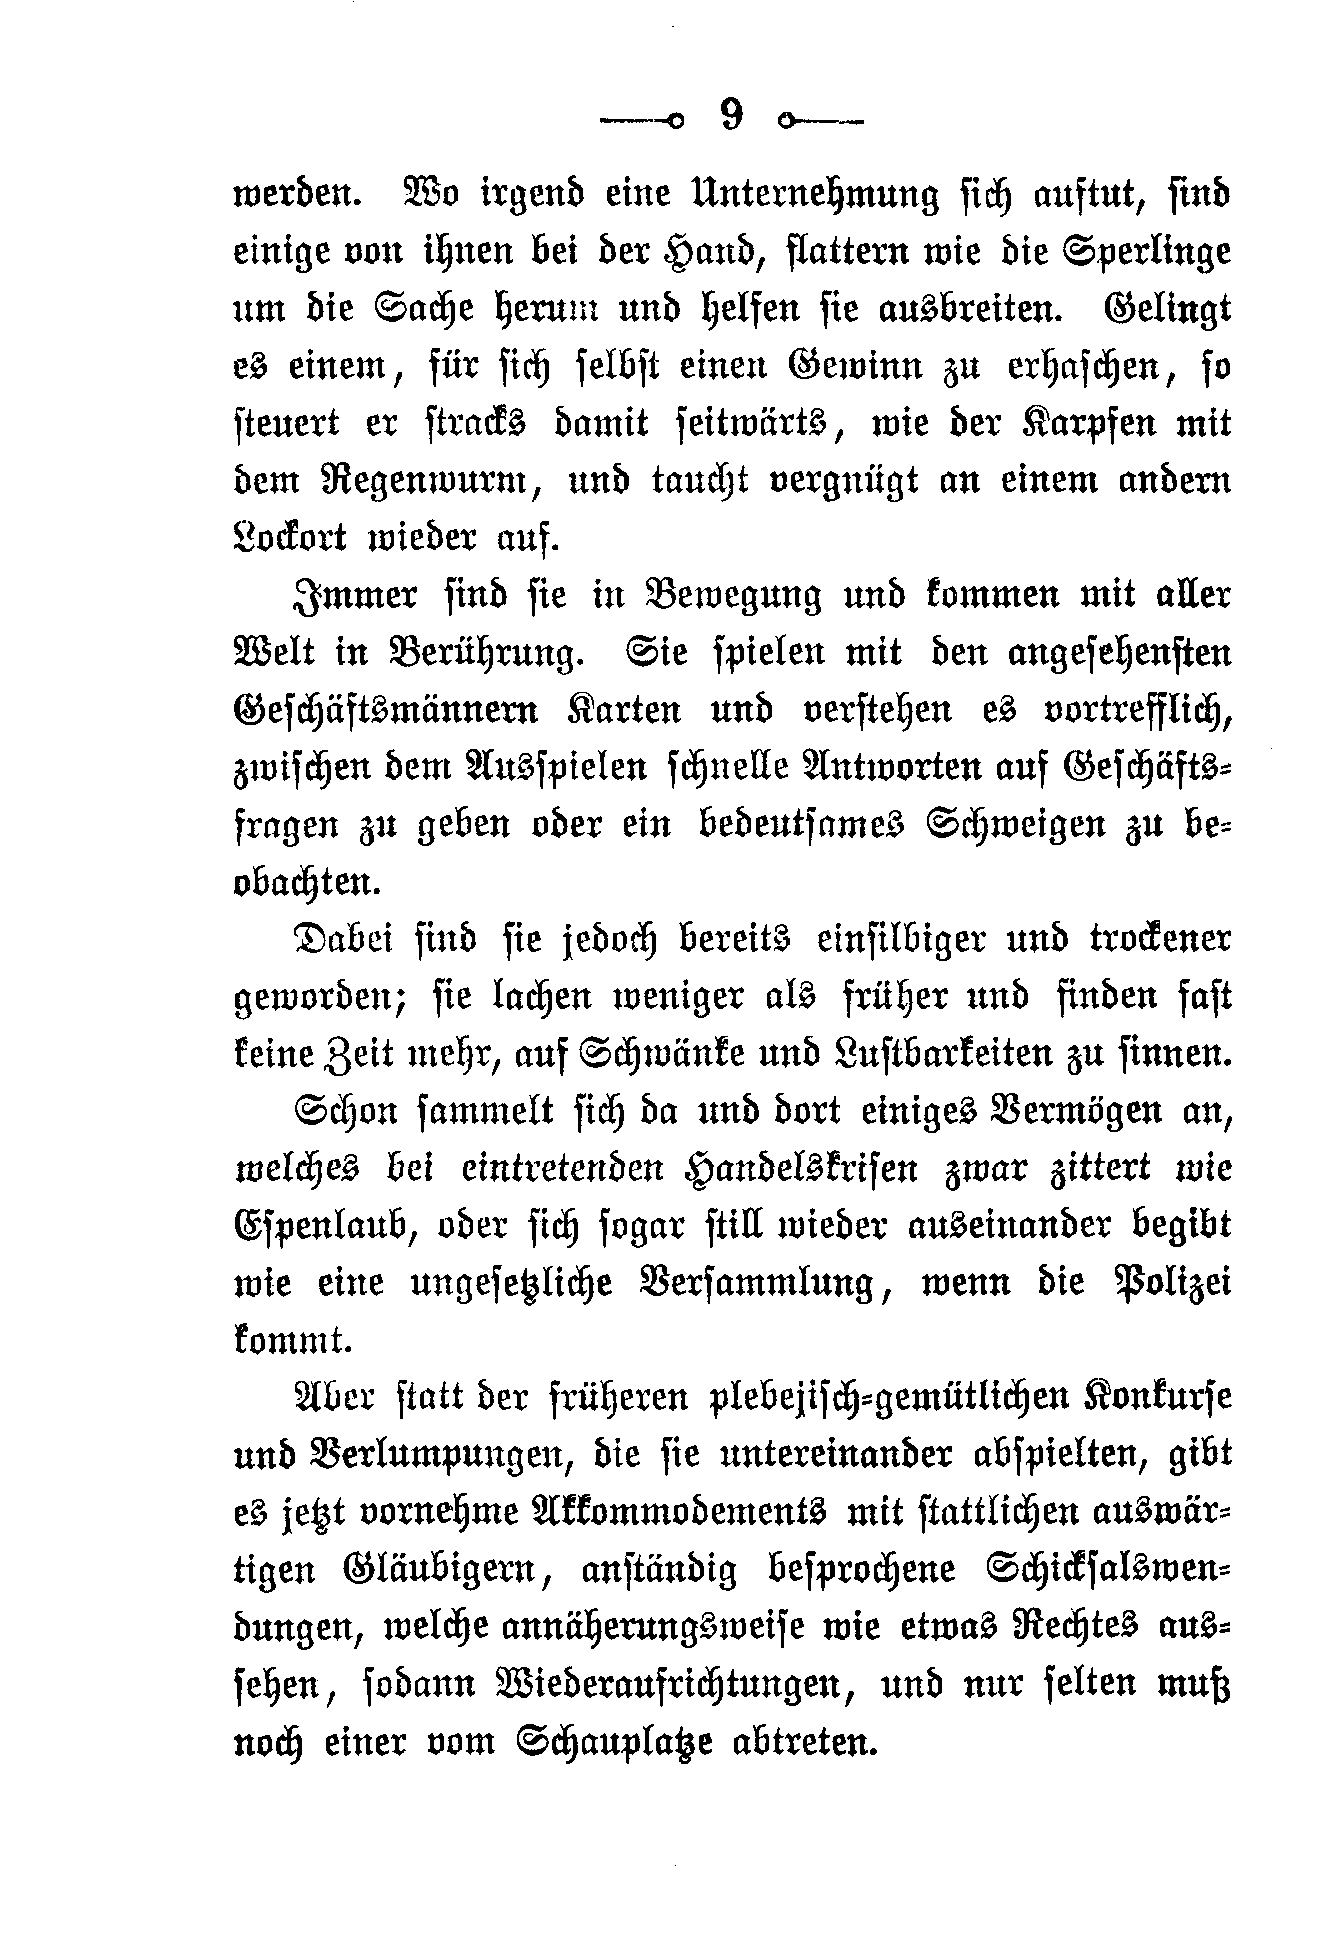 9
werden. Wo irgend eine Unternehmung sich auftut, sind
einige von ihnen bei der Hand, flattern wie die Sperlinge
um die Sache herum und helfen sie ausbreiten. Gelingt
es einem, für sich selbst einen Gewinn zu erhaschen, so
steuert er stracks damit seitwärts, wie der Karpfen mit
dem Regenwurm, und taucht vergnügt an einem andern
Lockort wieder auf.
Immer sind sie in Bewegung und kommen mit aller
Welt in Berührung. Sie spielen mit den angesehensten
Geschäftsmännern Karten und verstehen es vortrefflich,
zwischen dem Ausspielen schnelle Antworten auf Geschäfts-
fragen zu geben oder ein bedeutsames Schweigen zu be-
obachten.
Dabei sind sie jedoch bereits einsilbiger und trockener
geworden; sie lachen weniger als früher und finden fast
keine Zeit mehr, auf Schwänke und Lustbarkeiten zu sinnen.
Schon sammelt sich da und dort einiges Vermögen an,
welches bei eintretenden Handelskrisen zwar zittert wie
Espenlaub, oder sich sogar still wieder auseinander begibt
wie eine ungesetzliche Versammlung, wenn die Polizei
kommt.
Aber statt der früheren plebejisch-gemütlichen Konkurse
und Verlumpungen, die sie untereinander abspielten, gibt
es jetzt vornehme Akkommodements mit stattlichen auswär-
tigen Gläubigern, anständig besprochene Schicksalswen-
dungen, welche annäherungsweise wie etwas Rechtes aus-
sehen, sodann Wiederaufrichtungen, und nur selten muß
noch einer vom Schauplatze abtreten.